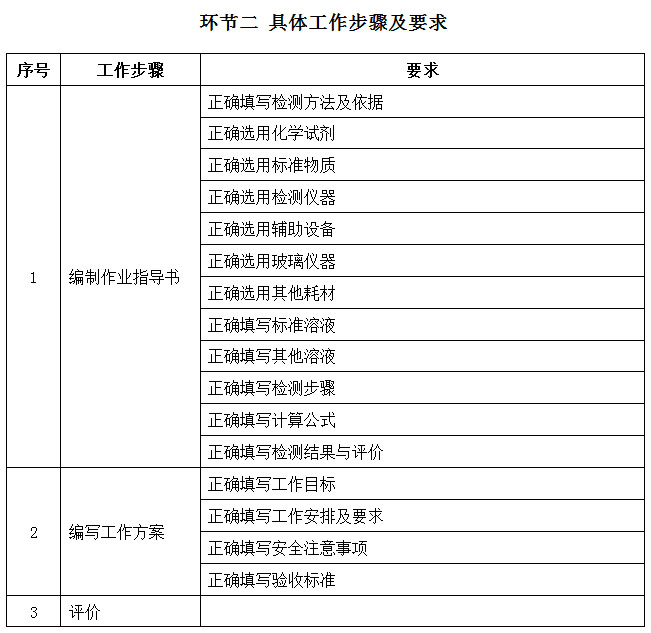 环节二 具体工作步骤及要求
序号 工作步骤 要求
1 编制作业指导书
正确填写检测方法及依据
正确选用化学试剂
正确选用标准物质
正确选用检测仪器
正确选用辅助设备
正确选用玻璃仪器
正确选用其他耗材
正确填写标准溶液
正确填写其他溶液
正确填写检测步骤
正确填写计算公式
正确填写检测结果与评价
2 编写工作方案
正确填写工作目标
正确填写工作安排及要求
正确填写安全注意事项
正确填写验收标准
3 评价